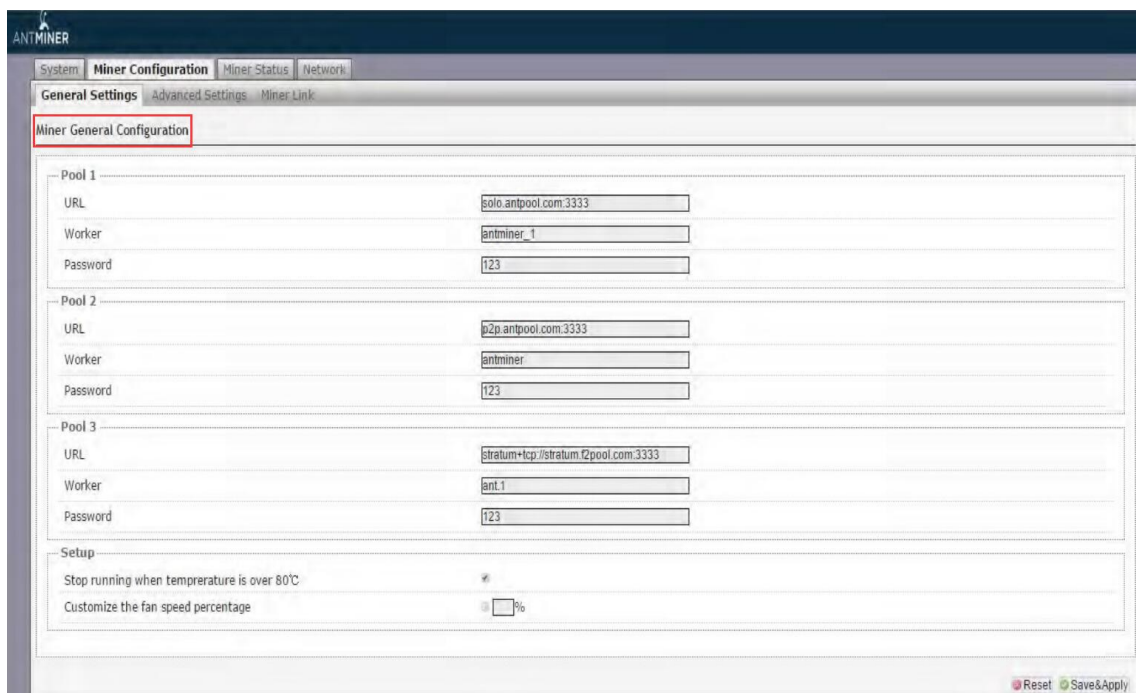 ANTMINER
System Miner Configuration Miner Status Network
General Settings Advanced Settings Miner Link
Miner General Configuration
Pool 1
URL solo.antpool.com:3333
Worker antminer_1
Password 123
Pool 2
URL p2p.antpool.com:3333
Worker antminer
Password 123
Pool 3
URL stratum+tcp://stratum.f2pool.com:3333
Worker ant.1
Password 123
Setup
Stop running when temprerature is over 80℃
Customize the fan speed percentage %
Reset Save&Apply